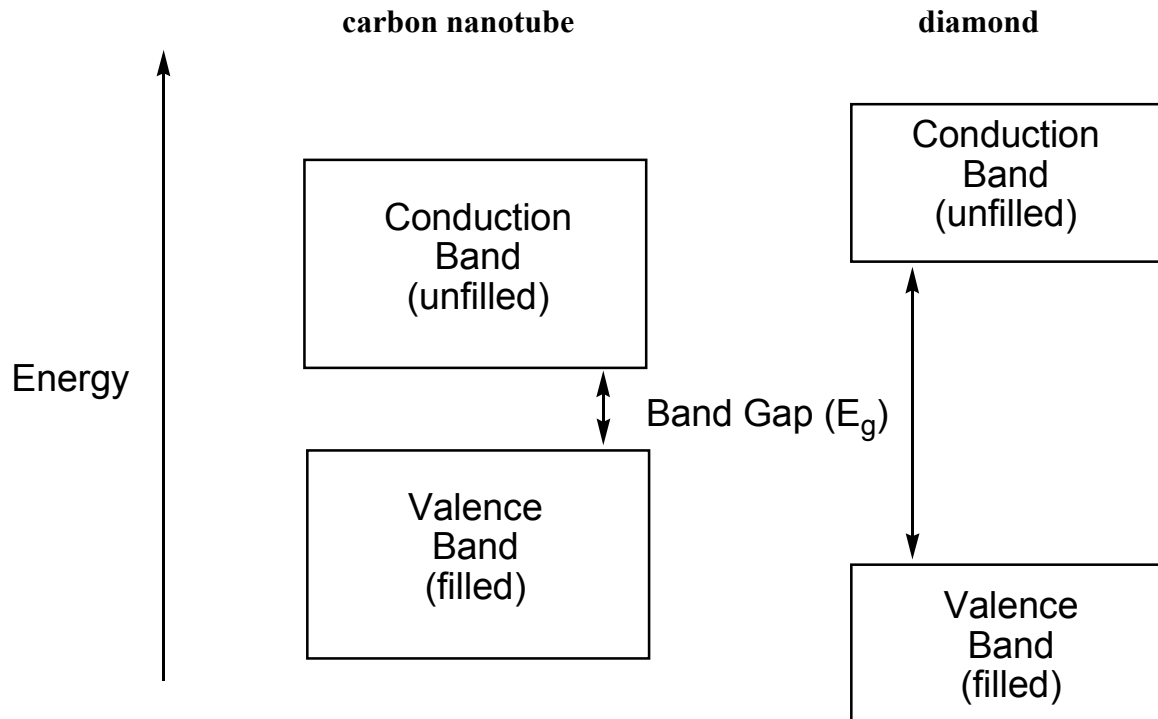 carbon nanotube
diamond
Conduction
Band
(unfilled)
Conduction
Band
(unfilled)
Energy
Band Gap (Eg)
Valence
Band
(filled)
Valence
Band
(filled)